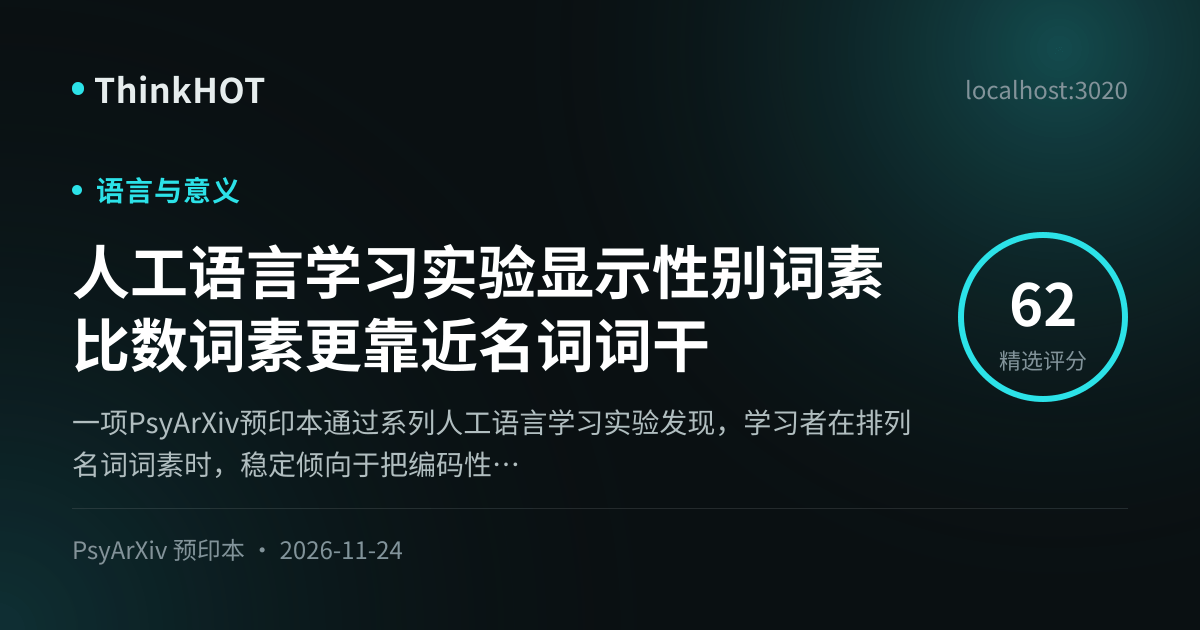 ThinkHOT
localhost:3020
语言与意义
人工语言学习实验显示性别词素
比数词素更靠近名词词干
62
精选评分
一项PsyArXiv预印本通过系列人工语言学习实验发现，学习者在排列
名词词素时，稳定倾向于把编码性…
PsyArXiv 预印本 · 2026-11-24